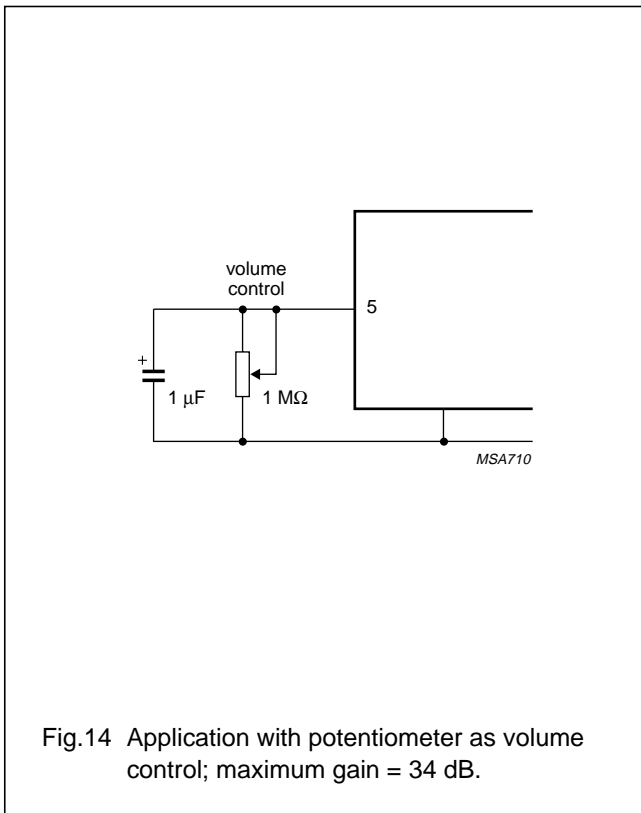 volume
control
5
+
1 μF
1 MΩ
MSA710
Fig.14 Application with potentiometer as volume
control; maximum gain = 34 dB.